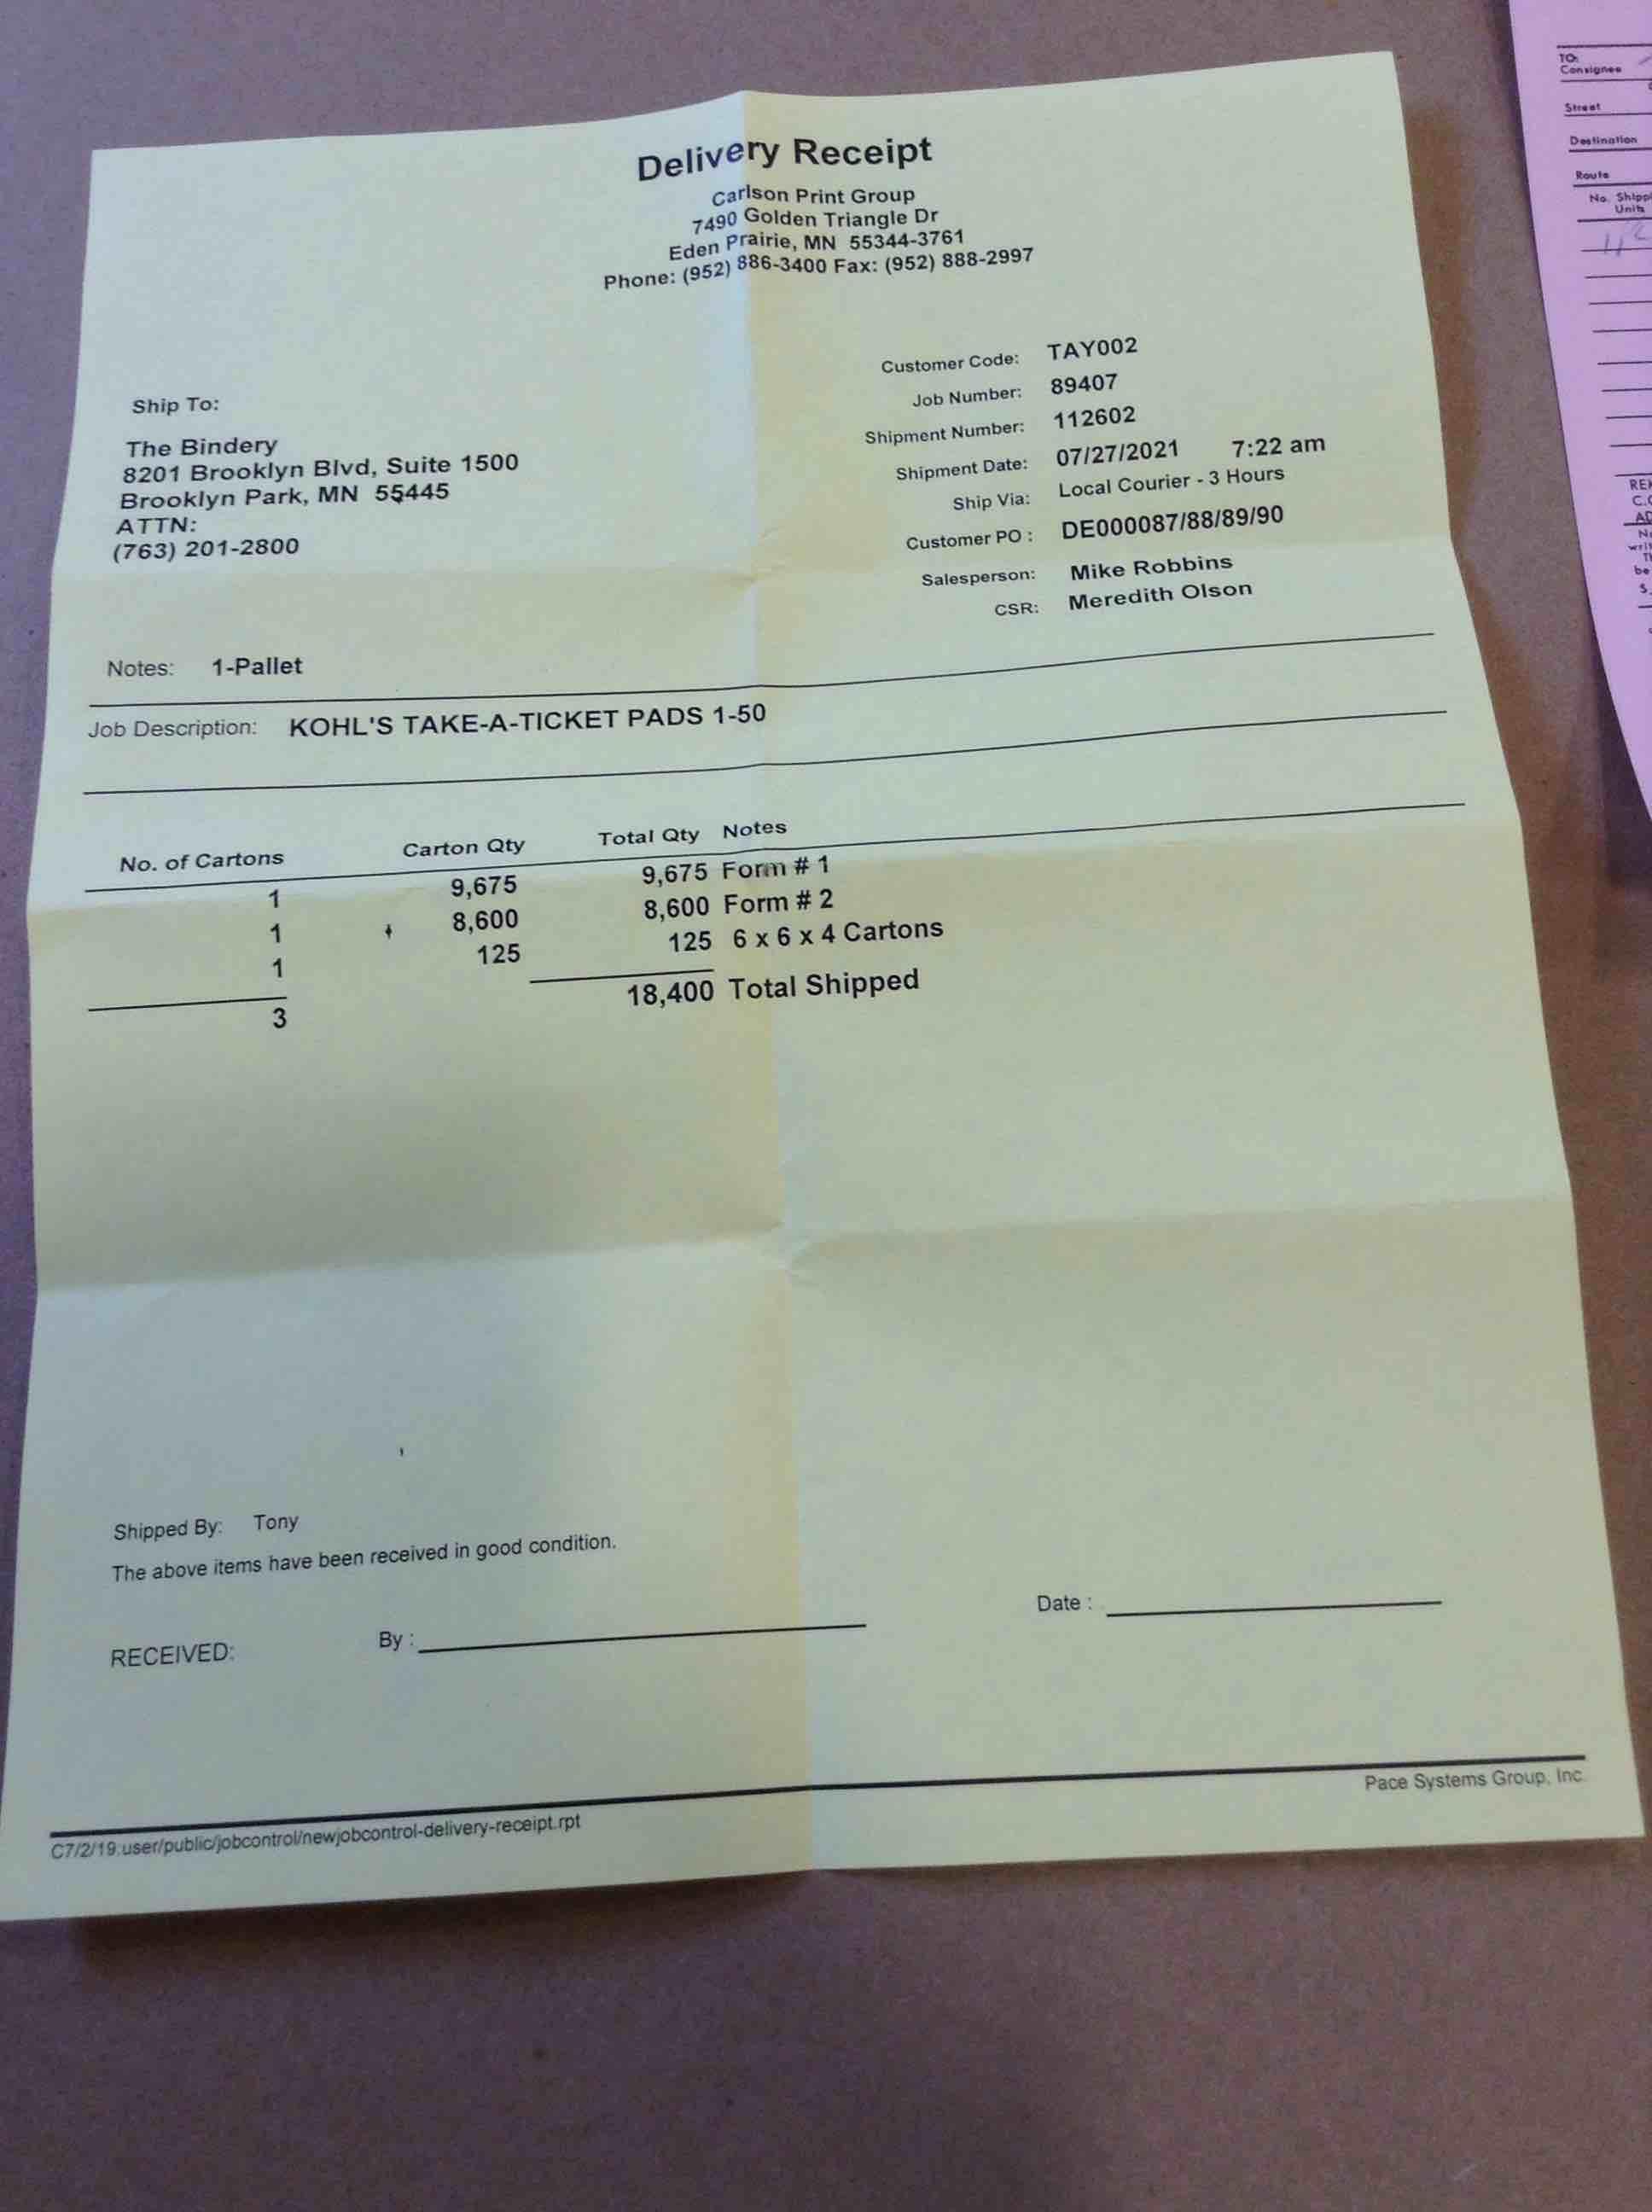 Delivery Receipt
Carlson Print Group
7490 Golden Triangle Dr
Eden Prairie, MN 55344-3761
Phone: (952) 886-3400 Fax: (952) 888-2997
Customer Code: TAY002
Job Number: 89407
Shipment Number: 112602
Shipment Date: 07/27/2021 7:22 am
Ship Via: Local Courier - 3 Hours
Customer PO : DE000087/88/89/90
Salesperson: Mike Robbins
CSR: Meredith Olson
Ship To:
The Bindery
8201 Brooklyn Blvd, Suite 1500
Brooklyn Park, MN 55445
ATTN:
(763) 201-2800
Notes: 1-Pallet
Job Description: KOHL'S TAKE-A-TICKET PADS 1-50
No. of Cartons Carton Qty Total Qty Notes
1 9,675 9,675 Form # 1
1 8,600 8,600 Form # 2
1 125 125 6 x 6 x 4 Cartons
3 18,400 Total Shipped
Shipped By: Tony
The above items have been received in good condition.
RECEIVED: By : Date :
C7/2/19:user/public/jobcontrol/newjobcontrol-delivery-receipt.rpt
Pace Systems Group, Inc.
TO:
Consignee
Street
Destination
Route
No.
Units